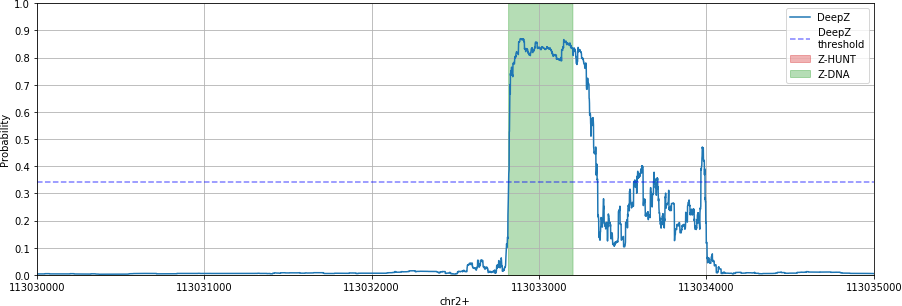 1.0
0.9
0.8
0.7
0.6
0.5
0.4
0.3
0.2
0.1
0.0
Probability
113030000 113031000 113032000 113033000 113034000 113035000
chr2+
DeepZ
DeepZ
threshold
Z-HUNT
Z-DNA